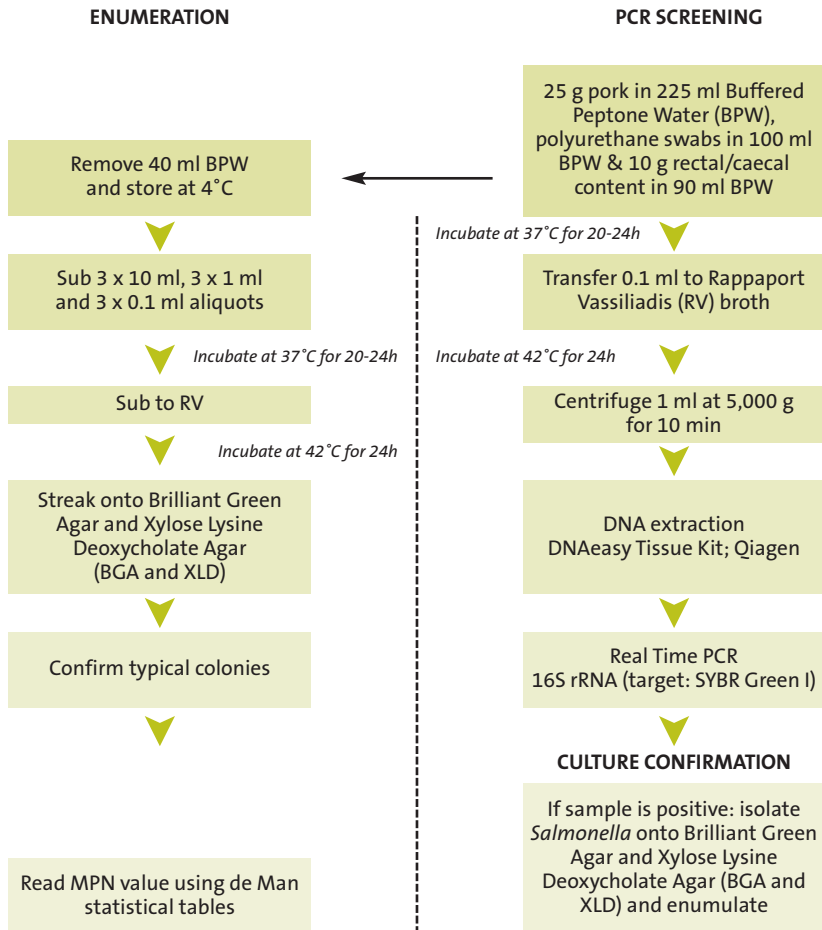 ENUMERATION
Remove 40 ml BPW
and store at 4˚C
Sub 3 x 10 ml, 3 x 1 ml
and 3 x 0.1 ml aliquots
Incubate at 37˚C for 20-24h
Sub to RV
Incubate at 42˚C for 24h
Streak onto Brilliant Green
Agar and Xylose Lysine
Deoxycholate Agar
(BGA and XLD)
Confirm typical colonies
Read MPN value using de Man
statistical tables
PCR SCREENING
25 g pork in 225 ml Buffered
Peptone Water (BPW),
polyurethane swabs in 100 ml
BPW & 10 g rectal/caecal
content in 90 ml BPW
Incubate at 37˚C for 20-24h
Transfer 0.1 ml to Rappaport
Vassiliadis (RV) broth
Incubate at 42˚C for 24h
Centrifuge 1 ml at 5,000 g
for 10 min
DNA extraction
DNAeasy Tissue Kit; Qiagen
Real Time PCR
16S rRNA (target: SYBR Green I)
CULTURE CONFIRMATION
If sample is positive: isolate
Salmonella onto Brilliant Green
Agar and Xylose Lysine
Deoxycholate Agar (BGA and
XLD) and enumulate